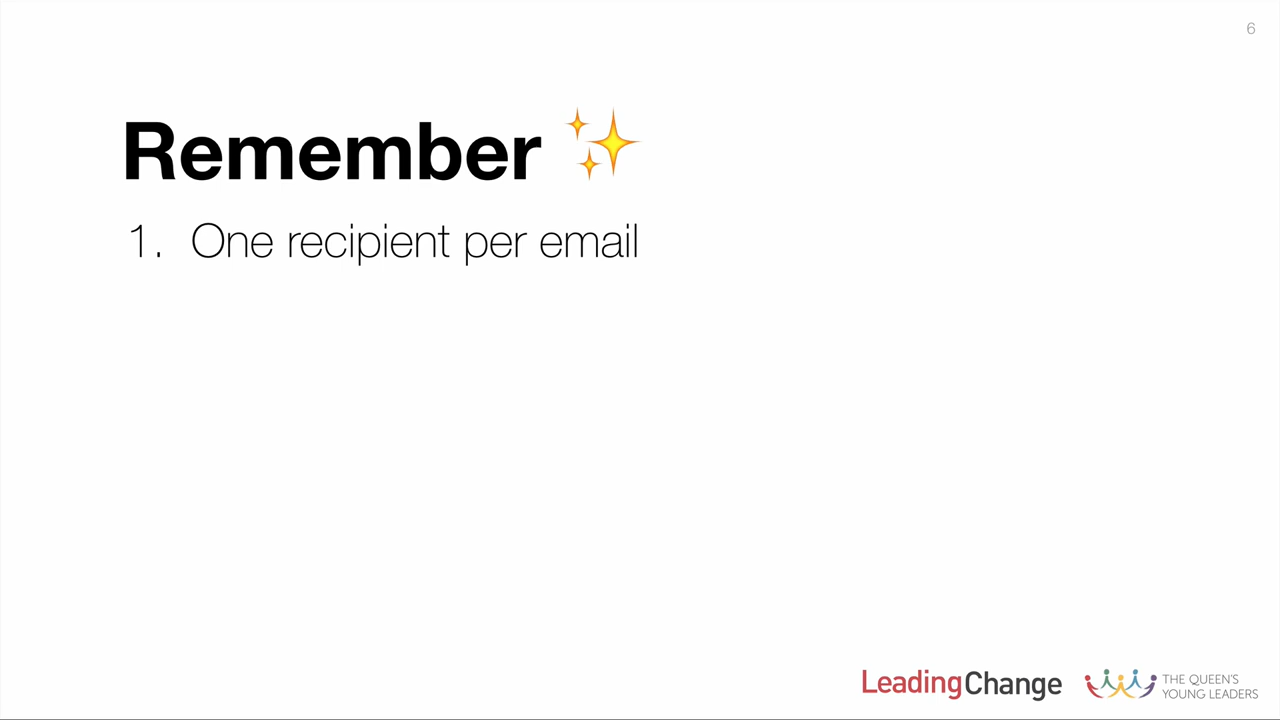 6
Remember ✨
1. One recipient per email
LeadingChange
THE QUEEN'S
YOUNG LEADERS